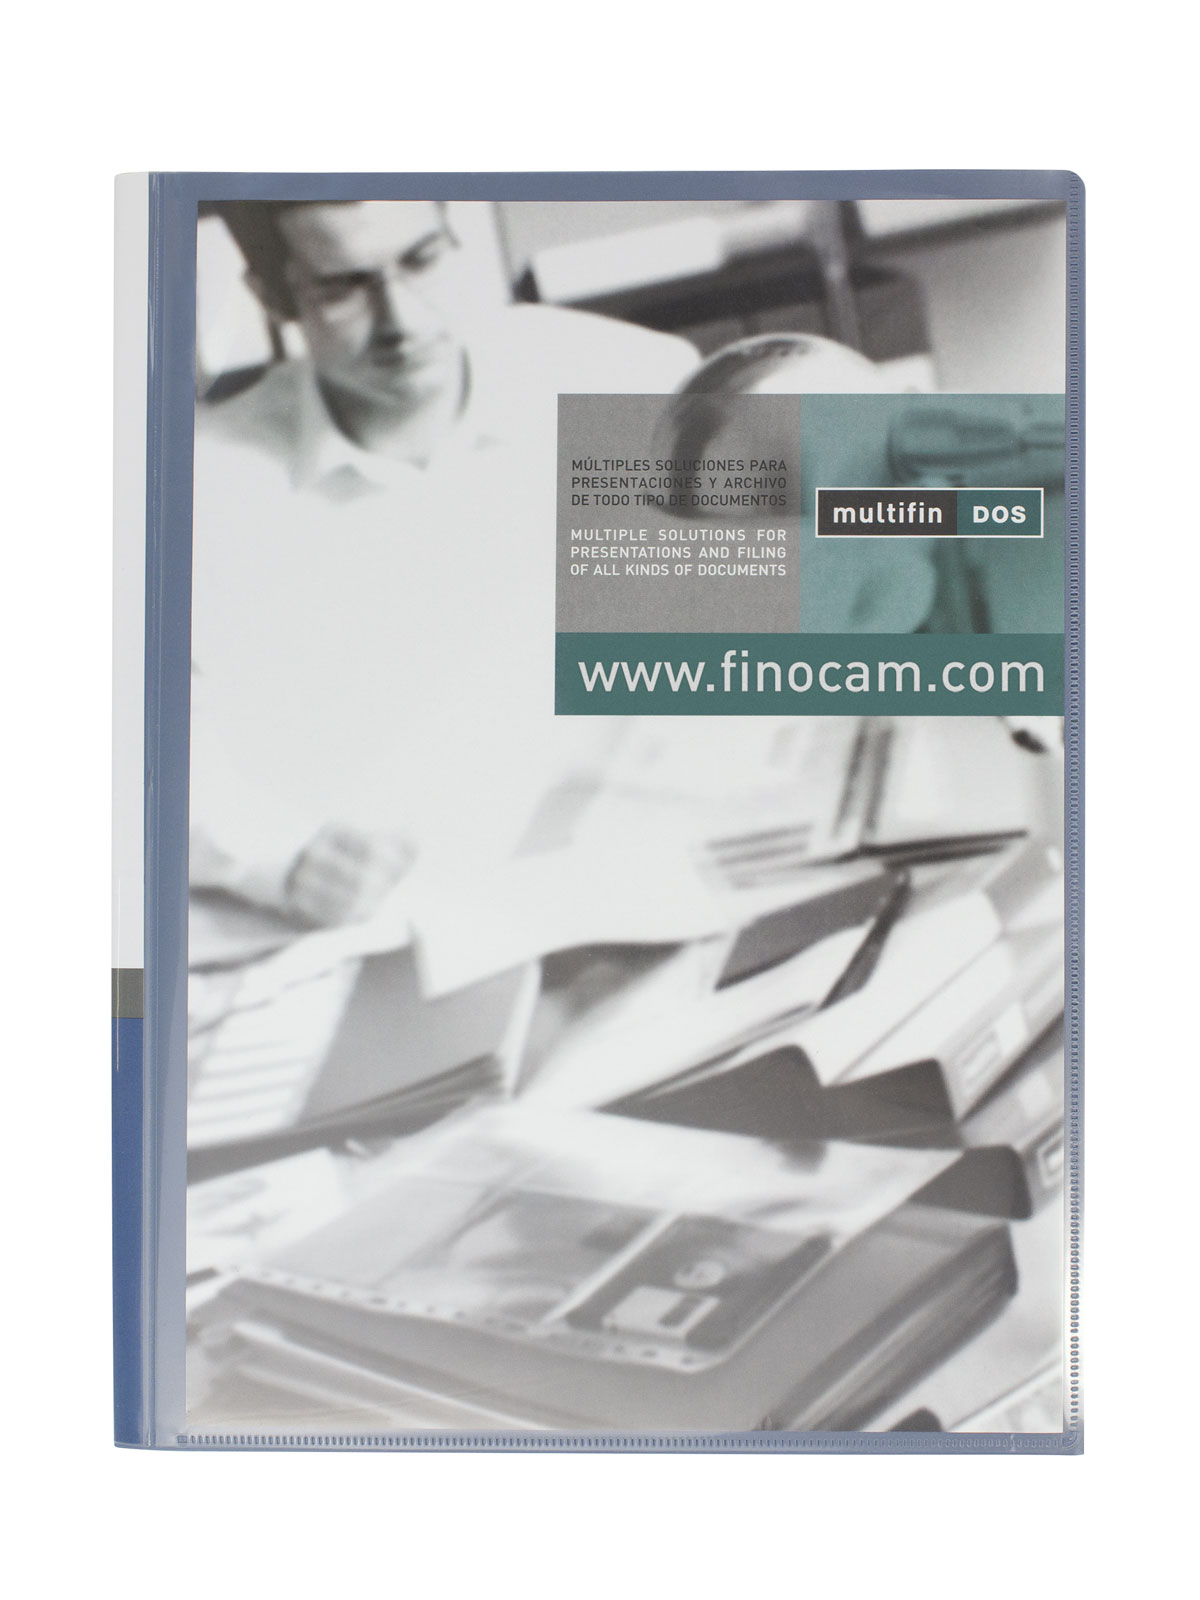 MÚLTIPLES SOLUCIONES PARA
PRESENTACIONES Y ARCHIVO
DE TODO TIPO DE DOCUMENTOS
MULTIPLE SOLUTIONS FOR
PRESENTATIONS AND FILING
OF ALL KINDS OF DOCUMENTS
multifin DOS
www.finocam.com